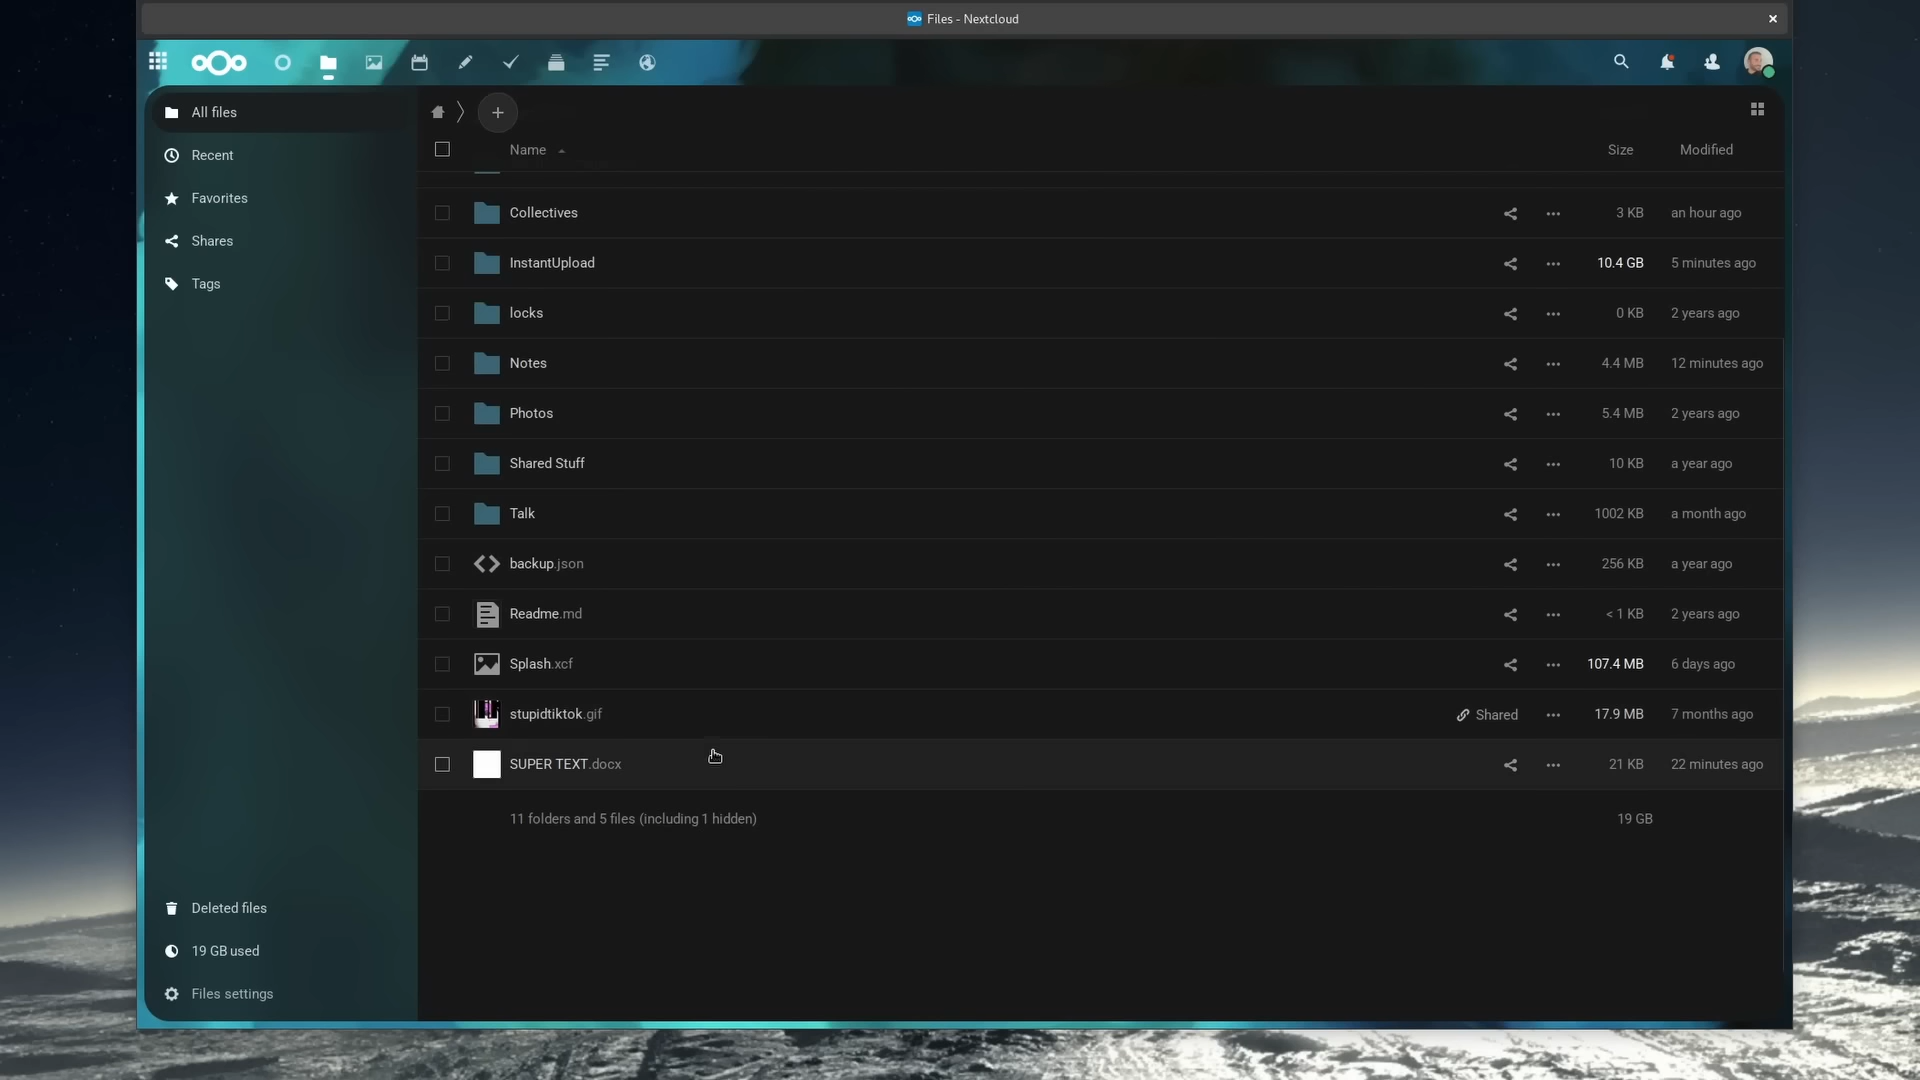 Files - Nextcloud
All files
Recent
Favorites
Shares
Tags
Name Size Modified
Collectives 3 KB an hour ago
InstantUpload 10.4 GB 5 minutes ago
locks 0 KB 2 years ago
Notes 4.4 MB 12 minutes ago
Photos 5.4 MB 2 years ago
Shared Stuff 10 KB a year ago
Talk 1002 KB a month ago
backup.json 256 KB a year ago
Readme.md < 1 KB 2 years ago
Splash.xcf 107.4 MB 6 days ago
stupidtiktok.gif Shared 17.9 MB 7 months ago
SUPER TEXT.docx 21 KB 22 minutes ago
11 folders and 5 files (including 1 hidden) 19 GB
Deleted files
19 GB used
Files settings